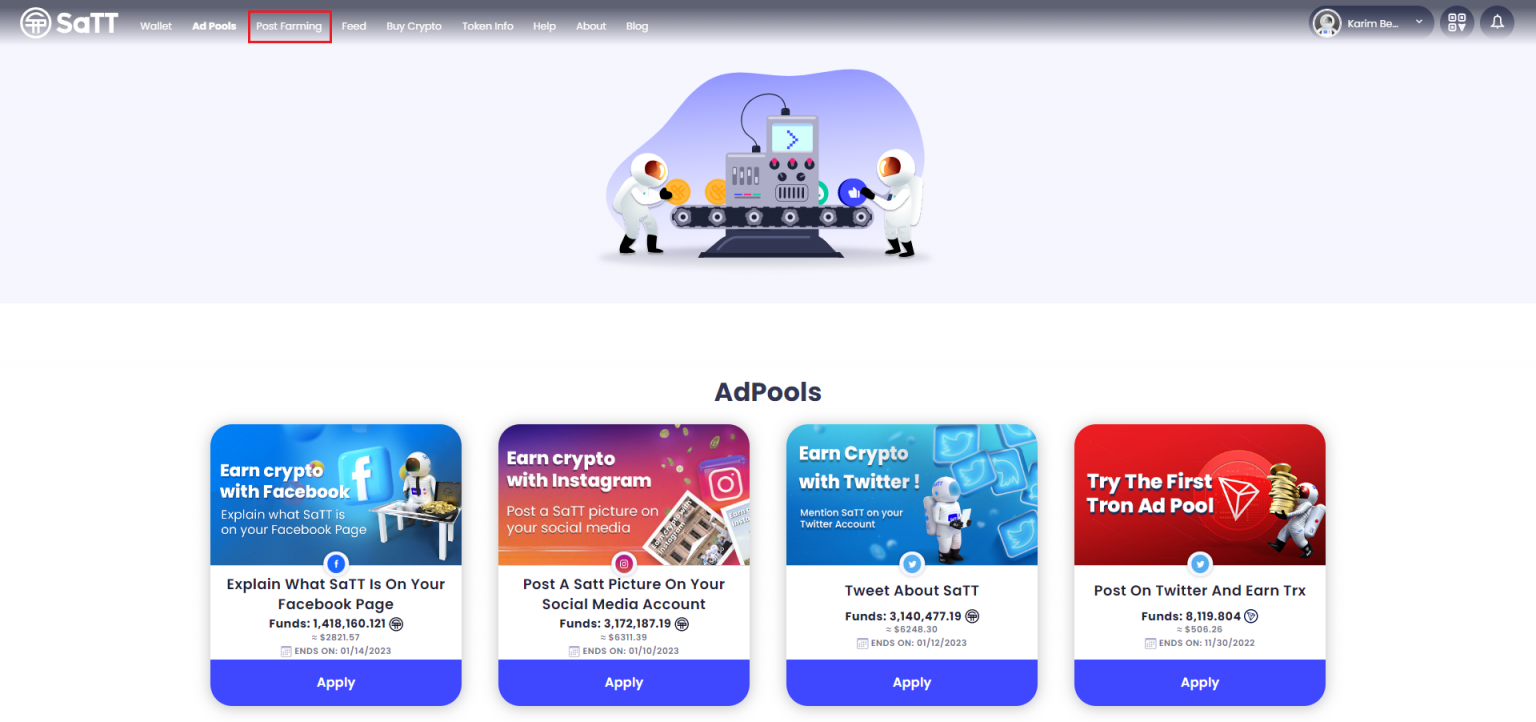 SaTT Wallet Ad Pools Post Farming Feed Buy Crypto Token Info Help About Blog Karim Be...
AdPools
Earn crypto
with Facebook
Explain what SaTT is
on your Facebook Page
Explain What SaTT Is On Your
Facebook Page
Funds: 1,418,160.121
≈ $2821.57
ENDS ON: 01/14/2023
Apply
Earn crypto
with Instagram
Post a SaTT picture on
your social media
Earn crypto with
Instagram
Post A Satt Picture On Your
Social Media Account
Funds: 3,172,187.19
≈ $6311.39
ENDS ON: 01/10/2023
Apply
Earn Crypto
with Twitter !
Mention SaTT on your
Twitter Account
SaTT
Tweet About SaTT
Funds: 3,140,477.19
≈ $6248.30
ENDS ON: 01/12/2023
Apply
Try The First
Tron Ad Pool
Post On Twitter And Earn Trx
Funds: 8,119.804
≈ $506.26
ENDS ON: 11/30/2022
Apply